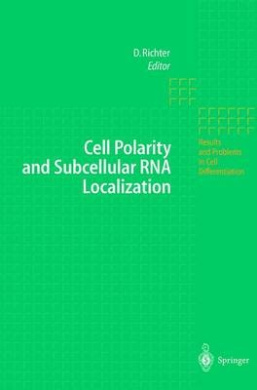 D. Richter
Editor
Cell Polarity
and Subcellular RNA
Localization
Results
and Problems
in Cell
Differentiation
Springer